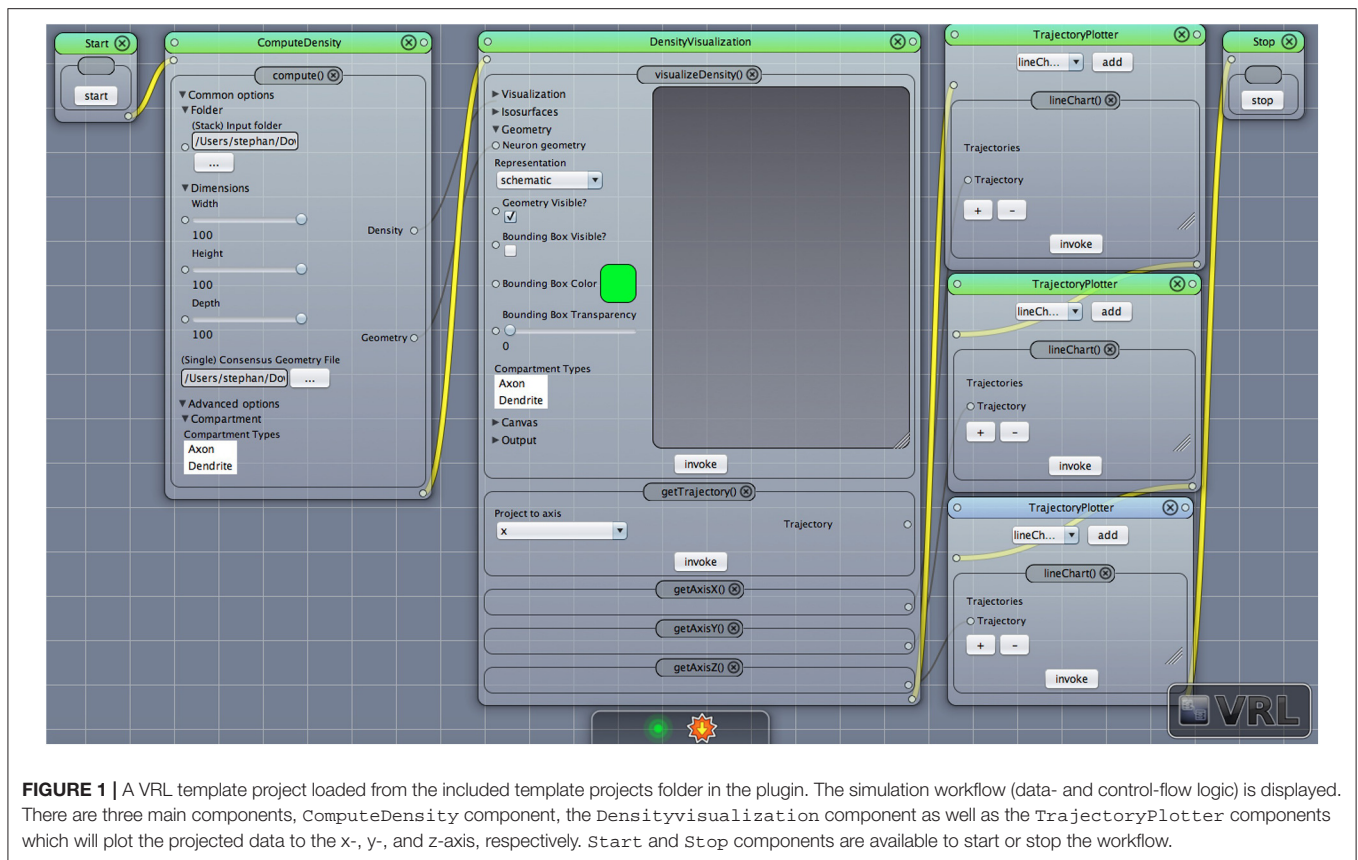 Start
start
ComputeDensity
compute()
Common options
Folder
(Stack) Input folder
/Users/stephan/Dov
...
Dimensions
Width
100
Height
100
Depth
100
Density
Geometry
(Single) Consensus Geometry File
/Users/stephan/Dov
...
Advanced options
Compartment
Compartment Types
Axon
Dendrite
DensityVisualization
visualizeDensity()
Visualization
Isosurfaces
Geometry
Neuron geometry
Representation
schematic
Geometry Visible?
Bounding Box Visible?
Bounding Box Color
Bounding Box Transparency
0
Compartment Types
Axon
Dendrite
Canvas
Output
invoke
getTrajectory()
Project to axis
x
Trajectory
invoke
getAxisX()
getAxisY()
getAxisZ()
TrajectoryPlotter
lineCh... add
lineChart()
Trajectories
Trajectory
+ -
invoke
TrajectoryPlotter
lineCh... add
lineChart()
Trajectories
Trajectory
+ -
invoke
TrajectoryPlotter
lineCh... add
lineChart()
Trajectories
Trajectory
+ -
invoke
Stop
stop
VRL
FIGURE 1 | A VRL template project loaded from the included template projects folder in the plugin. The simulation workflow (data- and control-flow logic) is displayed.
There are three main components, ComputeDensity component, the Densityvisualization component as well as the TrajectoryPlotter components
which will plot the projected data to the x-, y-, and z-axis, respectively. Start and Stop components are available to start or stop the workflow.